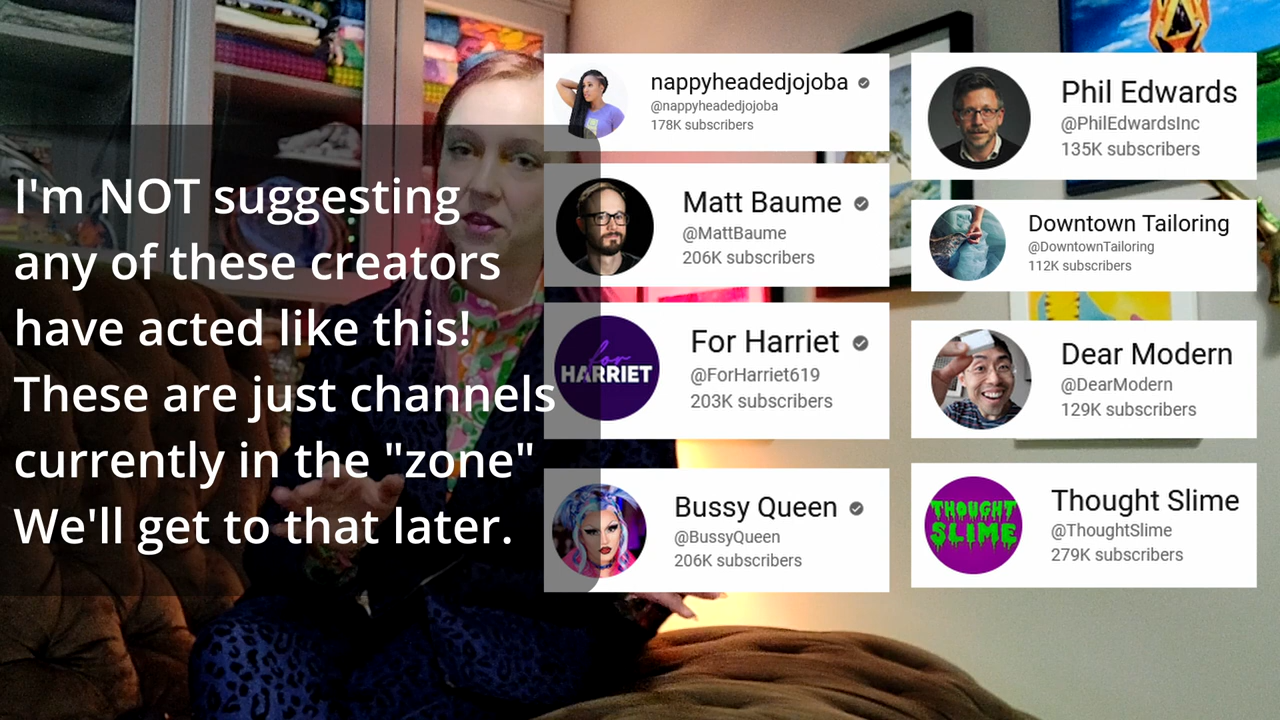 I'm NOT suggesting
any of these creators
have acted like this!
These are just channels
currently in the "zone"
We'll get to that later.
nappyheadedjojoba
@nappyheadedjojoba
178K subscribers
Matt Baume
@MattBaume
206K subscribers
for
HARRIET
For Harriet
@ForHarriet619
203K subscribers
Bussy Queen
@BussyQueen
206K subscribers
Phil Edwards
@PhilEdwardsInc
135K subscribers
Downtown Tailoring
@DowntownTailoring
112K subscribers
Dear Modern
@DearModern
129K subscribers
THOUGHT
SLIME
Thought Slime
@ThoughtSlime
279K subscribers